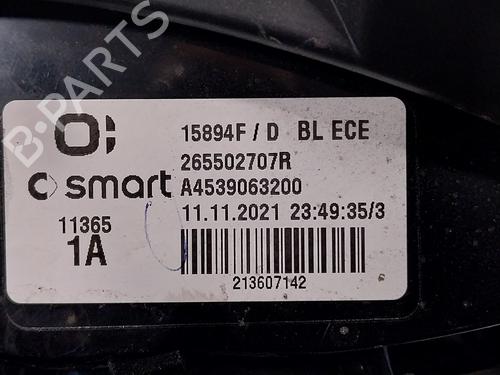 B-PARTS
15894F / D BL ECE
265502707R
smart A4539063200
11365
1A
11.11.2021 23:49:35/3
213607142